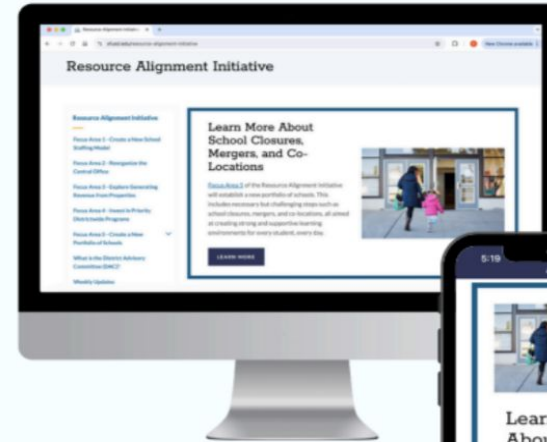 Resource Alignment Initiative
Resource Alignment Initiative
Focus Area 1 - Create a New School
Staffing Model
Focus Area 2 - Reorganize the
Central Office
Focus Area 3 - Explore Generating
Revenue from Properties
Focus Area 4 - Invest in Priority
Districtwide Programs
Focus Area 5 - Create a New
Portfolio of Schools
What is the District Advisory
Committee (DAC)?
Weekly Updates
Learn More About
School Closures,
Mergers, and Co-
Locations
Focus Area 5 of the Resource Alignment Initiative
will establish a new portfolio of schools. This
includes necessary but challenging steps such as
school closures, mergers, and co-locations, all aimed
at creating strong and supportive learning
environments for every student, every day.
LEARN MORE
5:19
Lear
Abou